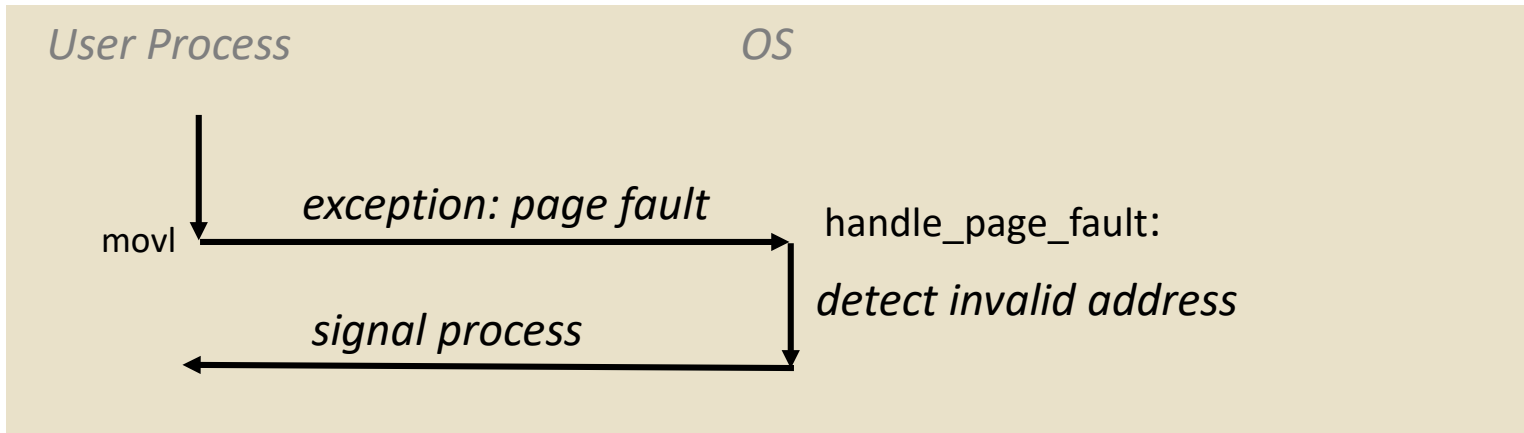 User Process OS
exception: page fault
handle_page_fault:
movl
detect invalid address
signal process